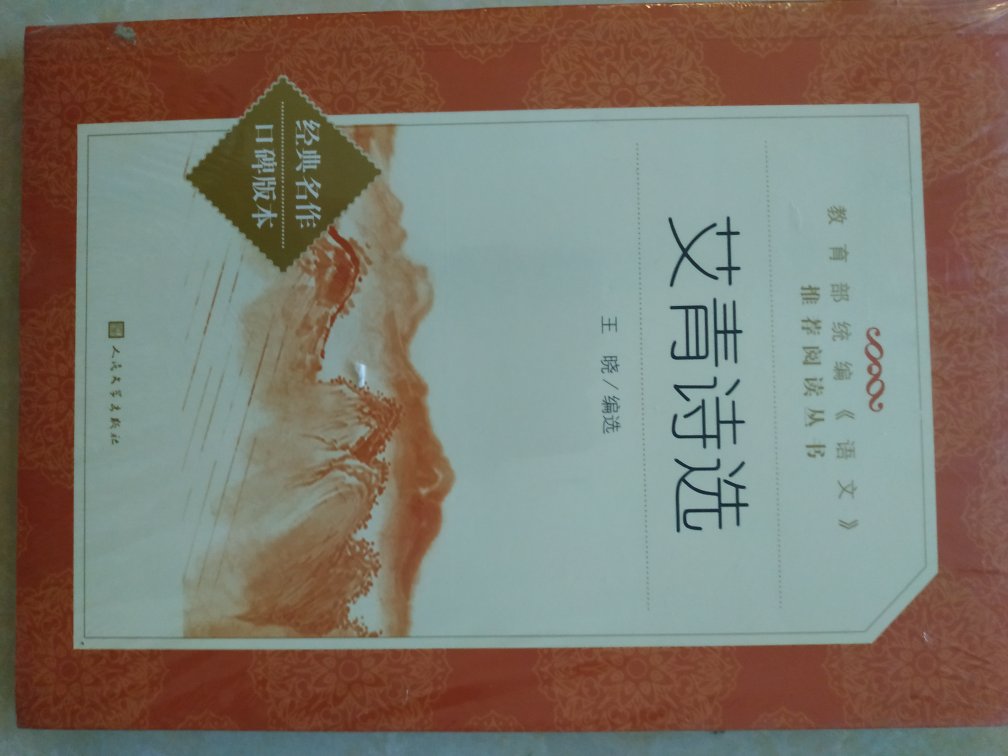 教育部统编《语文》
推荐阅读丛书
艾青诗选
王晓/编选
经典名作
口碑版本
人民文学出版社